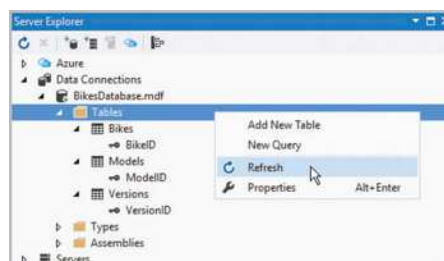 Server Explorer
Azure
Data Connections
BikesDatabase.mdf
Tables
Bikes
BikeID
Models
ModelID
Versions
VersionID
Types
Assemblies
Servers
Add New Table
New Query
Refresh
Properties Alt+Enter